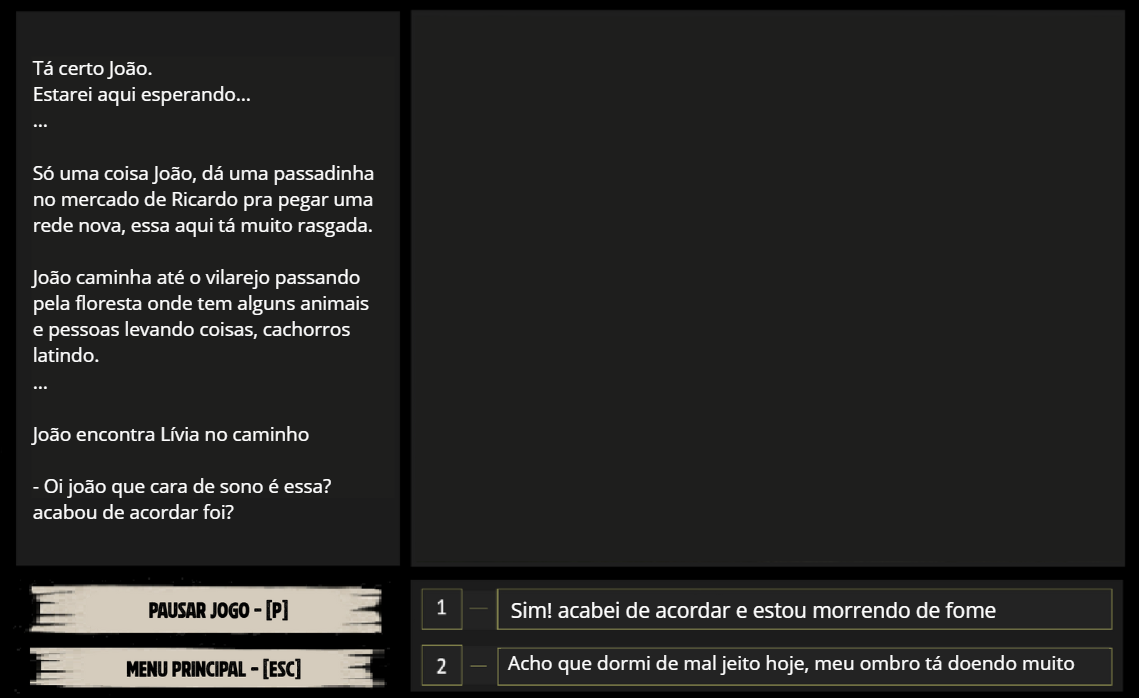 Tá certo João.
Estarei aqui esperando...
...
Só uma coisa João, dá uma passadinha
no mercado de Ricardo pra pegar uma
rede nova, essa aqui tá muito rasgada.
João caminha até o vilarejo passando
pela floresta onde tem alguns animais
e pessoas levando coisas, cachorros
latindo.
...
João encontra Lívia no caminho
- Oi joão que cara de sono é essa?
acabou de acordar foi?
PAUSAR JOGO - [P]
MENU PRINCIPAL - [ESC]
1 — Sim! acabei de acordar e estou morrendo de fome
2 — Acho que dormi de mal jeito hoje, meu ombro tá doendo muito